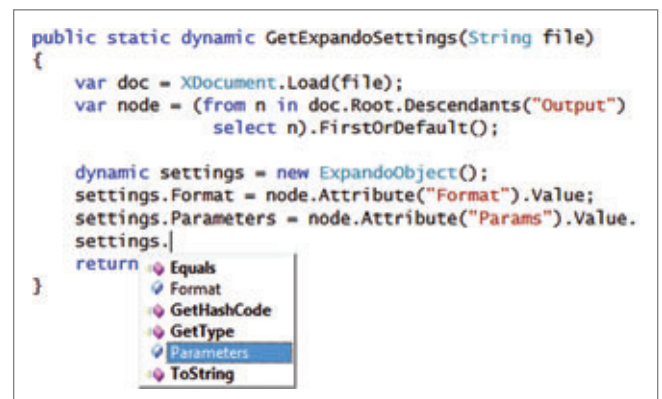 public static dynamic GetExpandoSettings(String file)
{
var doc = XDocument.Load(file);
var node = (from n in doc.Root.Descendants("Output")
select n).FirstOrDefault();
dynamic settings = new ExpandoObject();
settings.Format = node.Attribute("Format").Value;
settings.Parameters = node.Attribute("Params").Value.
settings.
return
}
Equals
Format
GetHashCode
GetType
Parameters
ToString